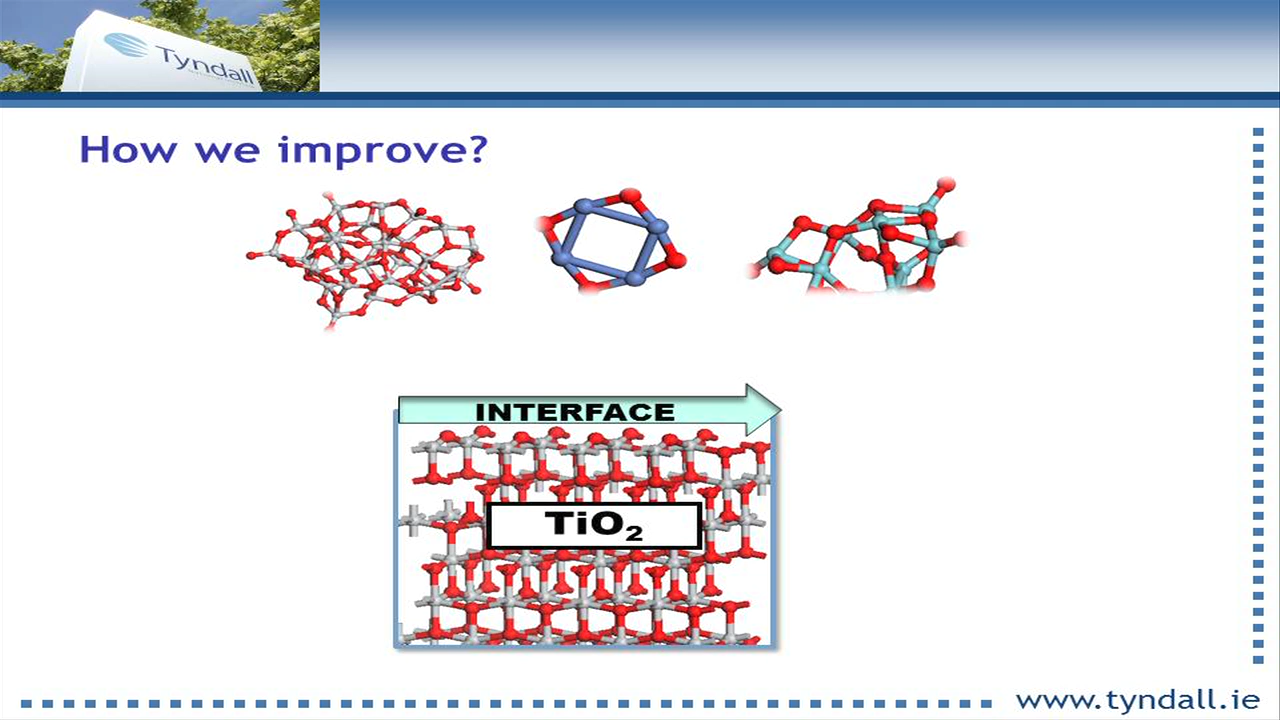 Tyndall
How we improve?
INTERFACE
TiO₂
www.tyndall.ie